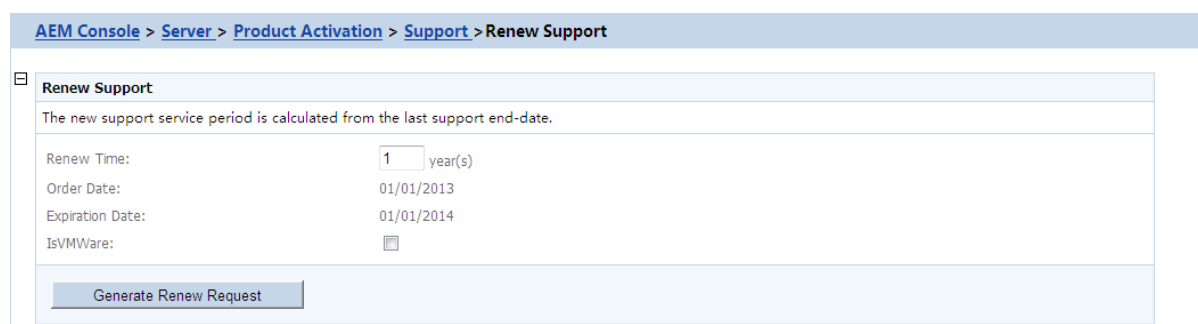 AEM Console > Server > Product Activation > Support >Renew Support
Renew Support
The new support service period is calculated from the last support end-date.
Renew Time: 1 year(s)
Order Date: 01/01/2013
Expiration Date: 01/01/2014
IsVMWare:
Generate Renew Request